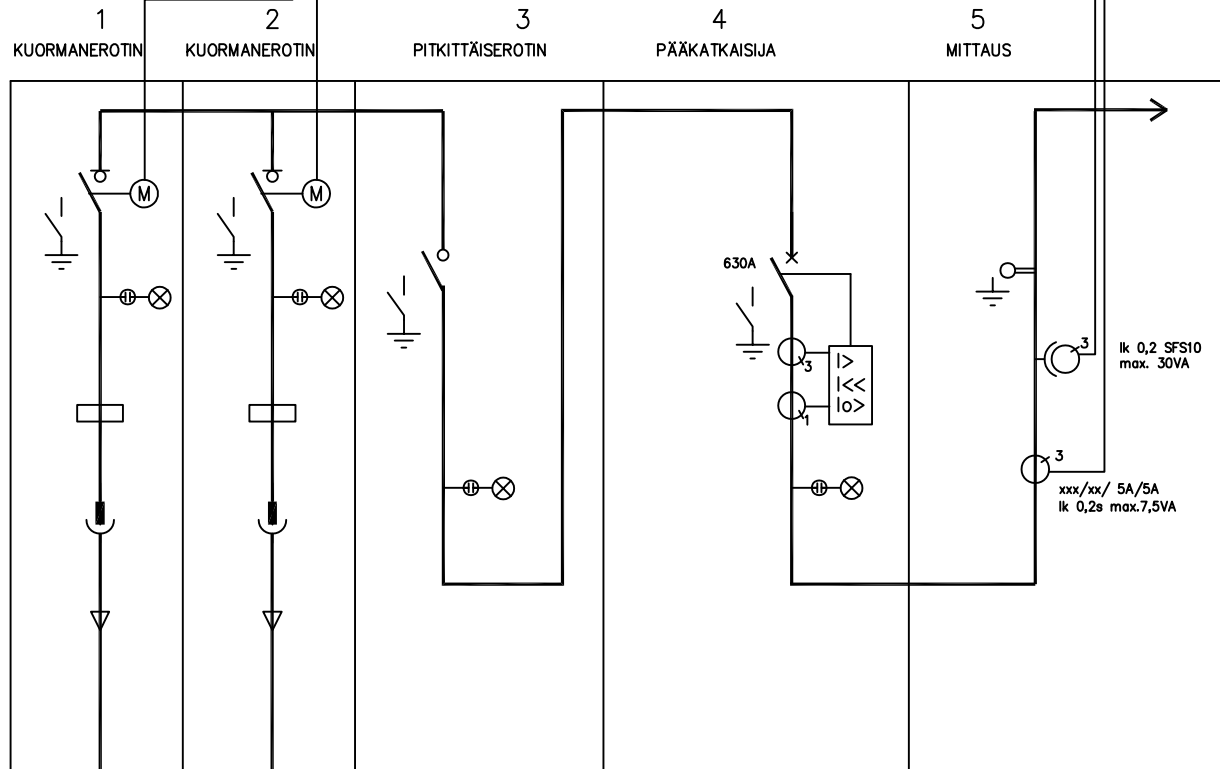 1
2
3
4
5
KUORMANEROTIN
KUORMANEROTIN
PITKITTÄISEROTIN
PÄÄKATKAISIJA
MITTAUS
M
M
630A
3
I>
I<<
Io>
1
3
Ik 0,2 SFS10
max. 30VA
3
xxx/xx/ 5A/5A
Ik 0,2s max.7,5VA